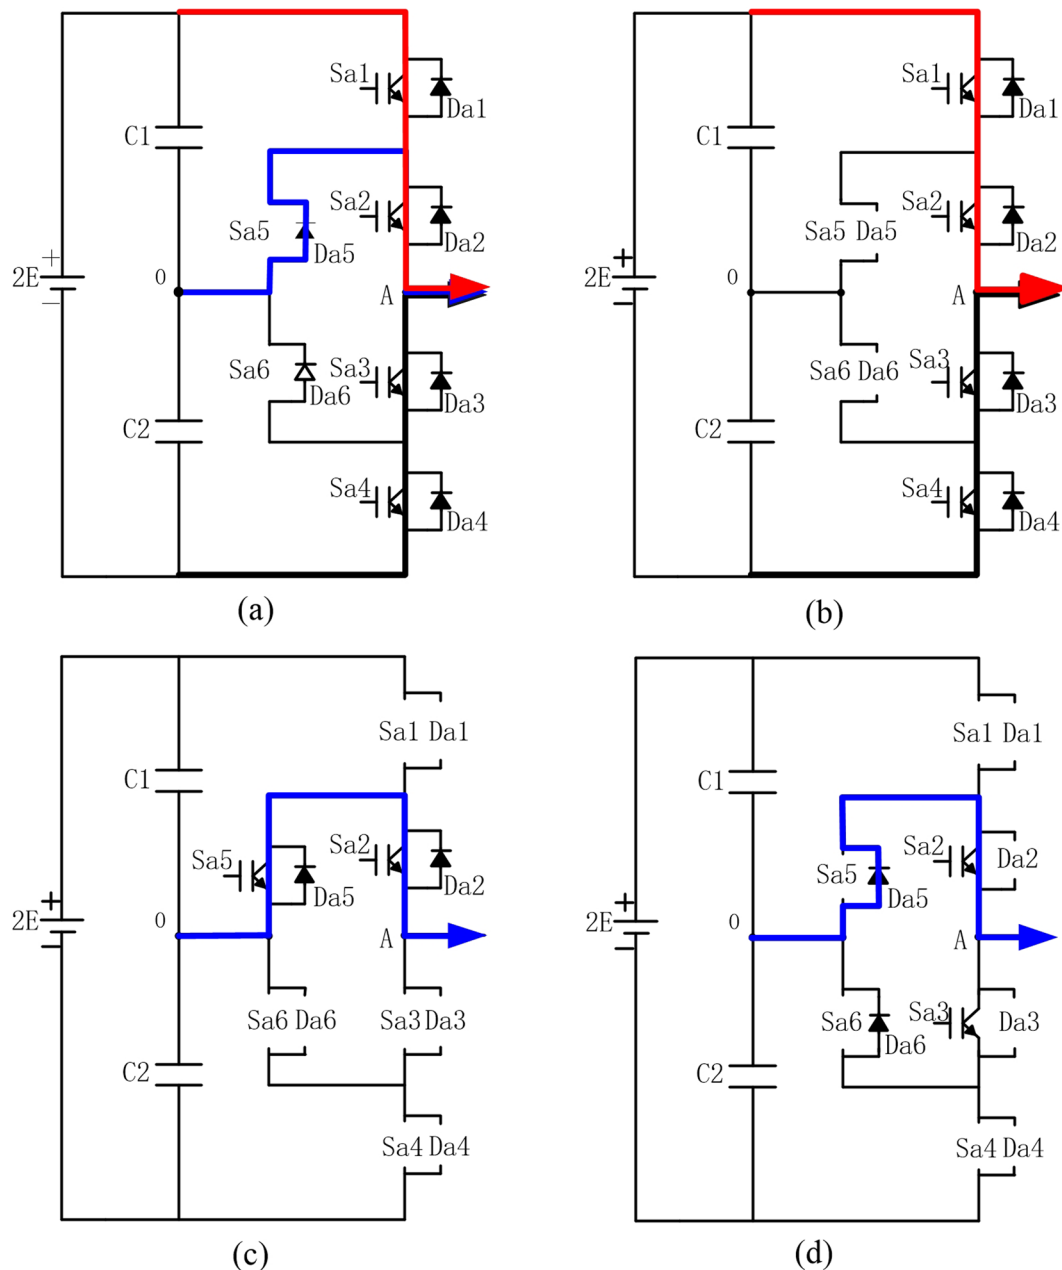 Sa1
Da1
C1
Sa2
Sa5
Da5
Da2
+
2E
−
0
A
Sa6
Da6
Sa3
Da3
C2
Sa4
Da4
(a)
Sa1
Da1
C1
Sa2
Sa5 Da5
Da2
+
2E
−
0
A
Sa6 Da6
Sa3
Da3
C2
Sa4
Da4
(b)
Sa1 Da1
C1
Sa5
Sa2
Da5
Da2
+
2E
−
0
A
Sa6 Da6
Sa3 Da3
C2
Sa4 Da4
(c)
Sa1 Da1
C1
Sa2
Da2
Sa5
Da5
+
2E
−
0
A
Sa6
Da6
Sa3
Da3
C2
Sa4 Da4
(d)